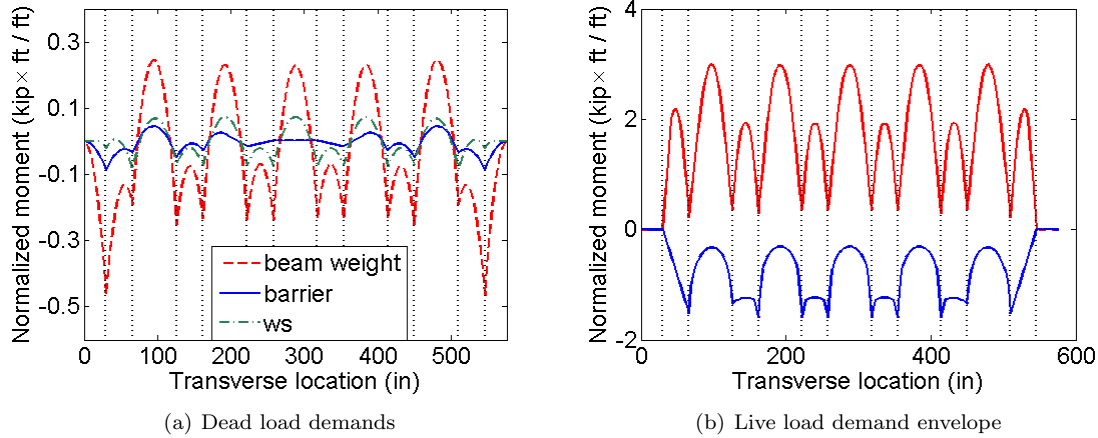 Normalized moment (kip× ft / ft)
0.3
0.1
-0.1
-0.3
-0.5
beam weight
barrier
ws
0 100 200 300 400 500
Transverse location (in)
(a) Dead load demands
Normalized moment (kip× ft / ft)
4
2
0
-2
0 200 400 600
Transverse location (in)
(b) Live load demand envelope